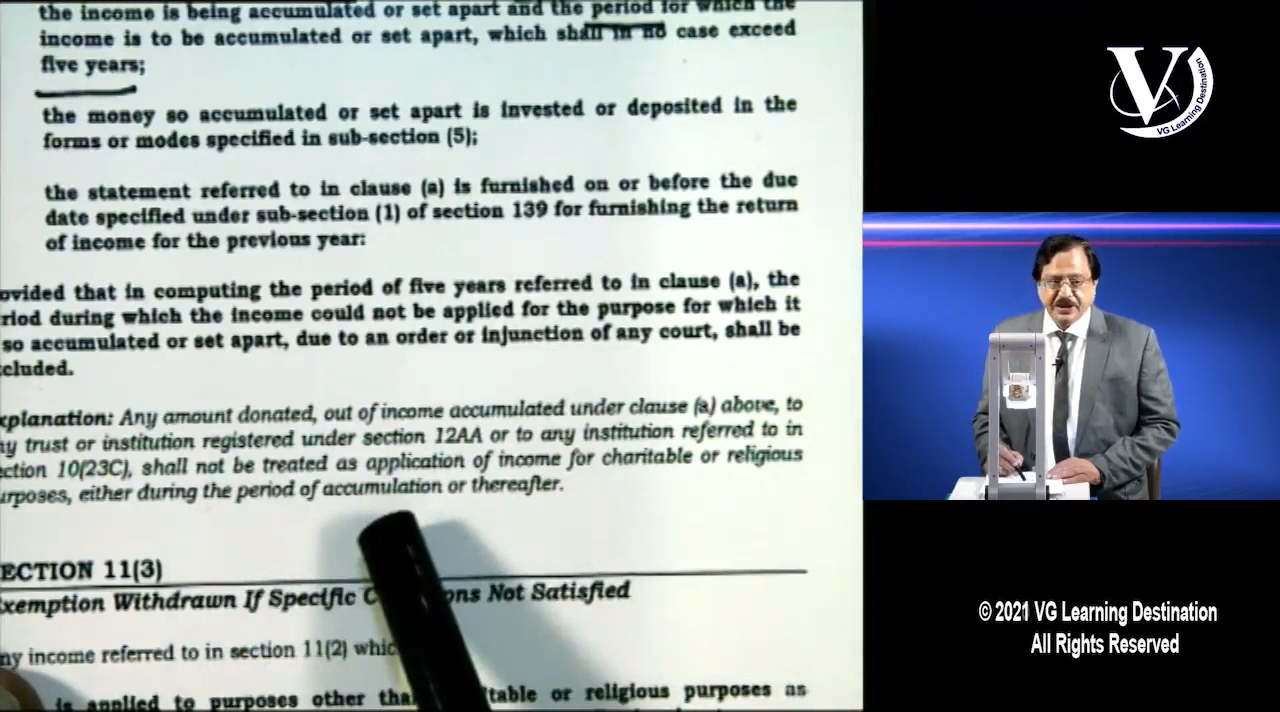 the income is being accumulated or set apart and the period for which the
income is to be accumulated or set apart, which shall in no case exceed
five years;
the money so accumulated or set apart is invested or deposited in the
forms or modes specified in sub-section (5);
the statement referred to in clause (a) is furnished on or before the due
date specified under sub-section (1) of section 139 for furnishing the return
of income for the previous year:
ovided that in computing the period of five years referred to in clause (a), the
riod during which the income could not be applied for the purpose for which it
so accumulated or set apart, due to an order or injunction of any court, shall be
cluded.
xplanation: Any amount donated, out of income accumulated under clause (a) above, to
ny trust or institution registered under section 12AA or to any institution referred to in
ection 10(23C), shall not be treated as application of income for charitable or religious
urposes, either during the period of accumulation or thereafter.
ECTION 11(3)
xemption Withdrawn If Specific C ons Not Satisfied
ny income referred to in section 11(2) whic
is applied to purposes other tha table or religious purposes as
V
VG Learning Destination
© 2021 VG Learning Destination
All Rights Reserved